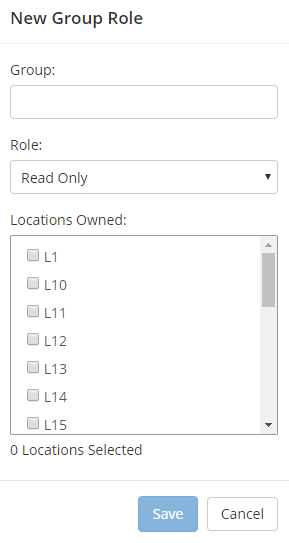 New Group Role
Group:
Role:
Read Only
Locations Owned:
L1
L10
L11
L12
L13
L14
L15
0 Locations Selected
Save Cancel